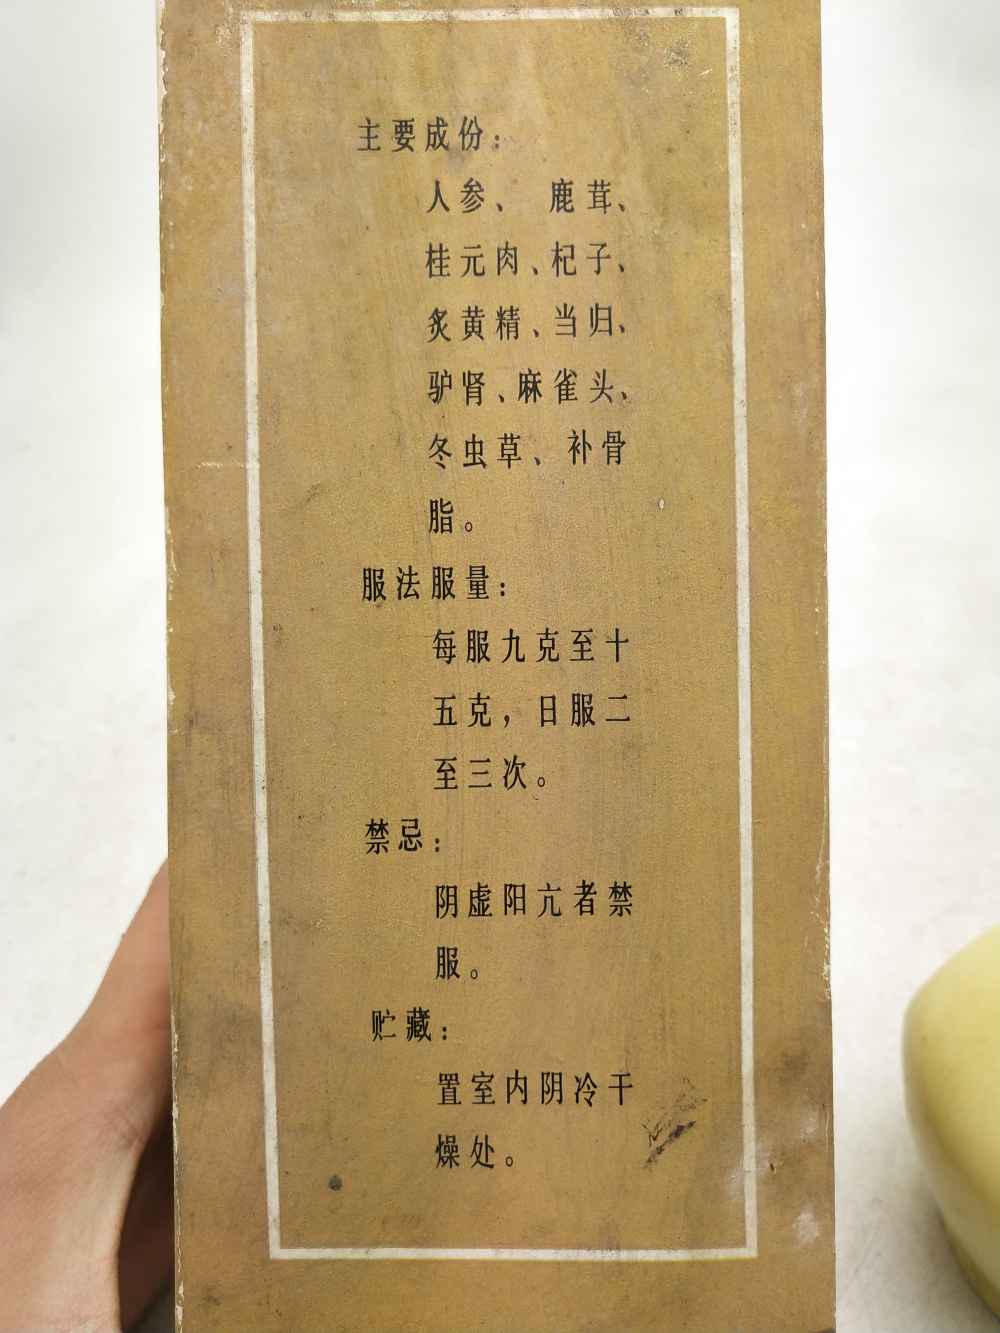 主要成份：
人参、 鹿茸、
桂元肉、杞子、
炙黄精、当归、
驴肾、麻雀头、
冬虫草、补骨
脂。
服法服量：
每服九克至十
五克，日服二
至三次。
禁忌：
阴虚阳亢者禁
服。
贮藏：
置室内阴冷干
燥处。